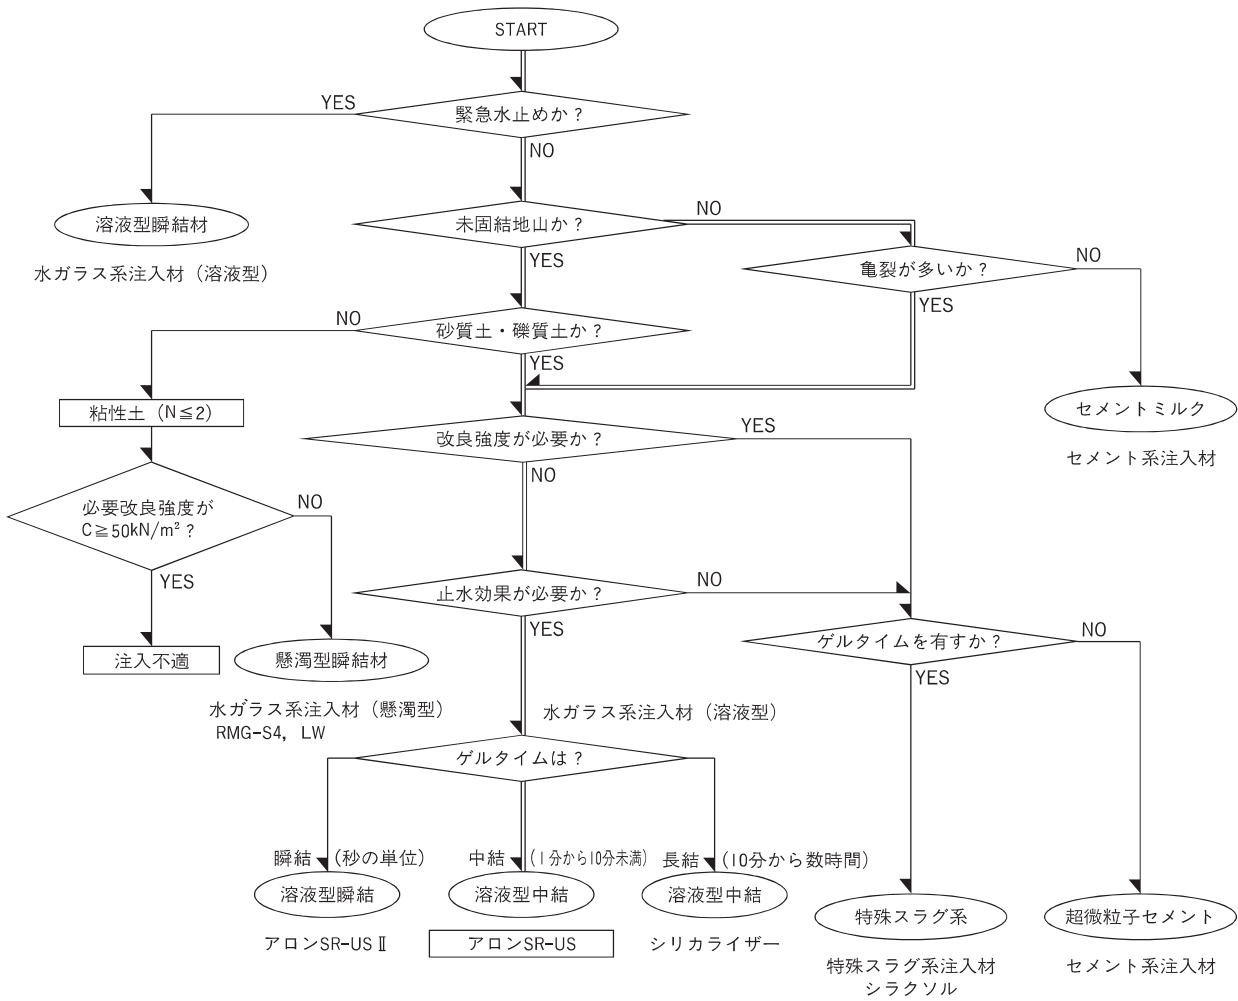 START
YES
緊急水止めか？
NO
溶液型瞬結材
水ガラス系注入材（溶液型）
未固結地山か？
NO
YES
亀裂が多いか？
NO
YES
セメントミルク
セメント系注入材
NO
砂質土・礫質土か？
YES
粘性土（N≦2）
改良強度が必要か？
YES
NO
必要改良強度が
C≧50kN/m²？
NO
YES
注入不適
懸濁型瞬結材
水ガラス系注入材（懸濁型）
RMG-S4，LW
止水効果が必要か？
NO
YES
ゲルタイムを有すか？
NO
YES
水ガラス系注入材（溶液型）
ゲルタイムは？
瞬結（秒の単位）
中結（1分から10分未満）
長結（10分から数時間）
溶液型瞬結
溶液型中結
溶液型中結
特殊スラグ系
超微粒子セメント
アロンSR-USⅡ
アロンSR-US
シリカライザー
特殊スラグ系注入材
シラクソル
セメント系注入材